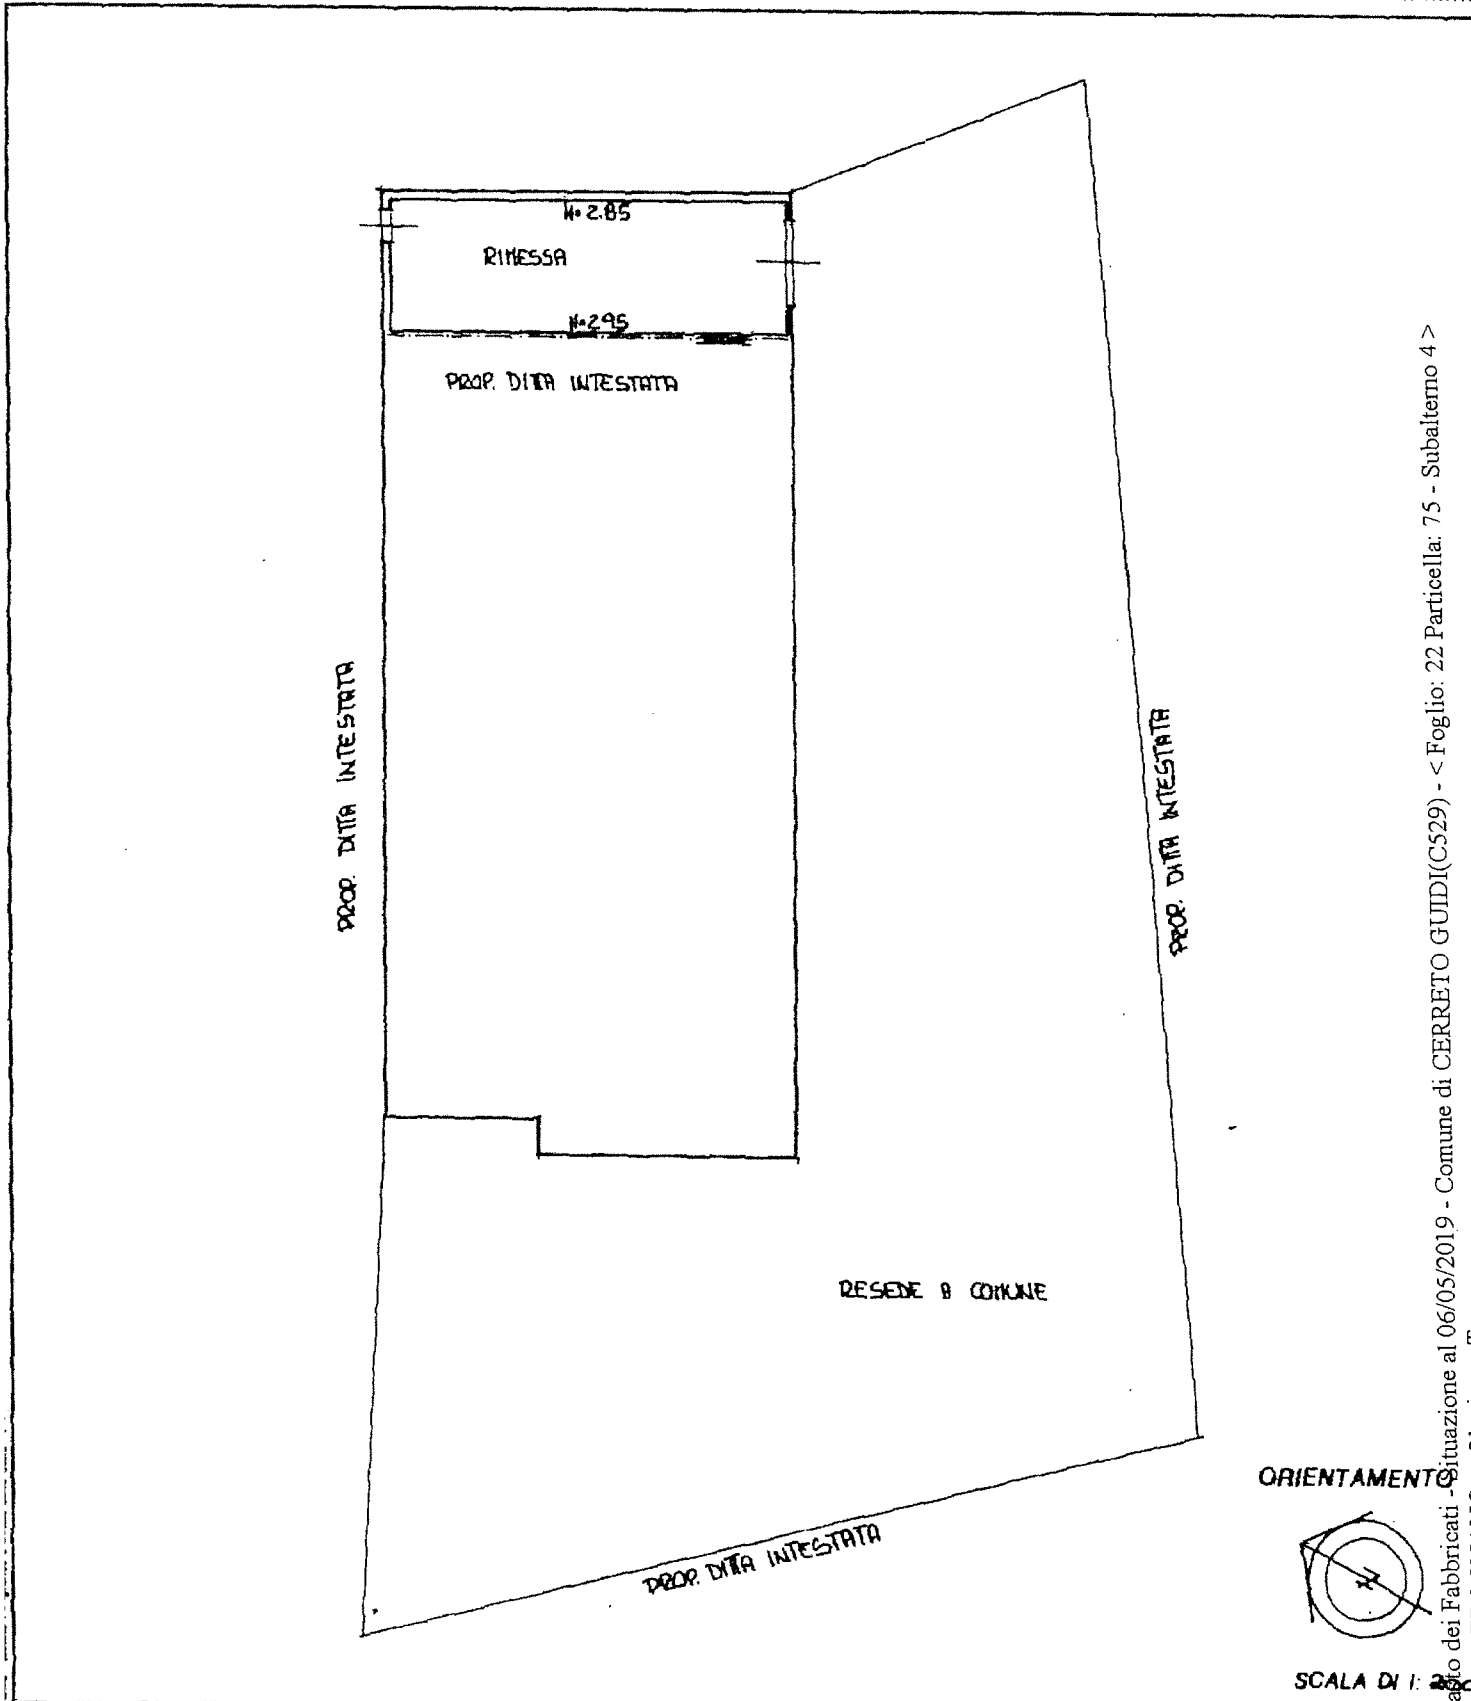 H=2.85
RIMESSA
H=2.95
PROP. DITTA INTESTATA
PROP. DITTA INTESTATA
PROP. DITTA INTESTATA
RESEDE A COMUNE
PROP. DITTA INTESTATA
ORIENTAMENTO
N
SCALA DI 1:
dei Fabbricati - Situazione al 06/05/2019 - Comune di CERRETO GUIDI(C529) - < Foglio: 22 Particella: 75 - Subalterno 4 >